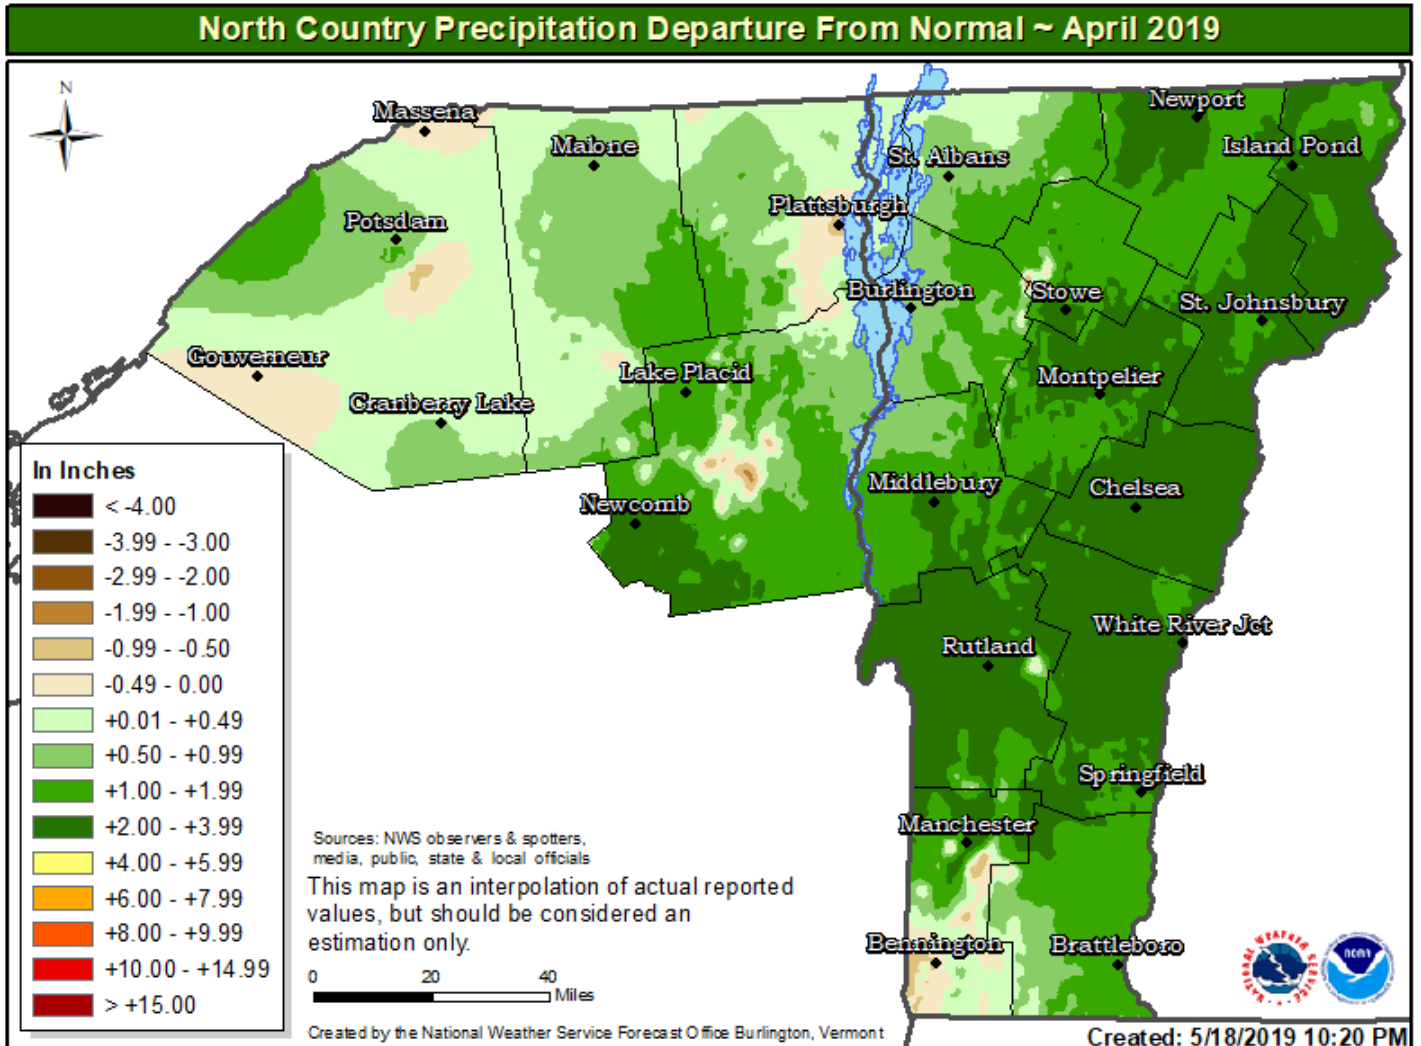 North Country Precipitation Departure From Normal ~ April 2019
N
Massena
Newport
Malone
St. Albans
Island Pond
Plattsburgh
Potsdam
Burlington
Stowe
St. Johnsbury
Gouverneur
Lake Placid
Montpelier
Cranberry Lake
Middlebury
Chelsea
Newcomb
White River Jct
Rutland
Springfield
Manchester
Bennington
Brattleboro
In Inches
< -4.00
-3.99 - -3.00
-2.99 - -2.00
-1.99 - -1.00
-0.99 - -0.50
-0.49 - 0.00
+0.01 - +0.49
+0.50 - +0.99
+1.00 - +1.99
+2.00 - +3.99
+4.00 - +5.99
+6.00 - +7.99
+8.00 - +9.99
+10.00 - +14.99
> +15.00
Sources: NWS observers & spotters,
media, public, state & local officials
This map is an interpolation of actual reported
values, but should be considered an
estimation only.
0 20 40
Miles
Created by the National Weather Service Forecast Office Burlington, Vermont
NATIONAL WEATHER SERVICE
noaa
Created: 5/18/2019 10:20 PM